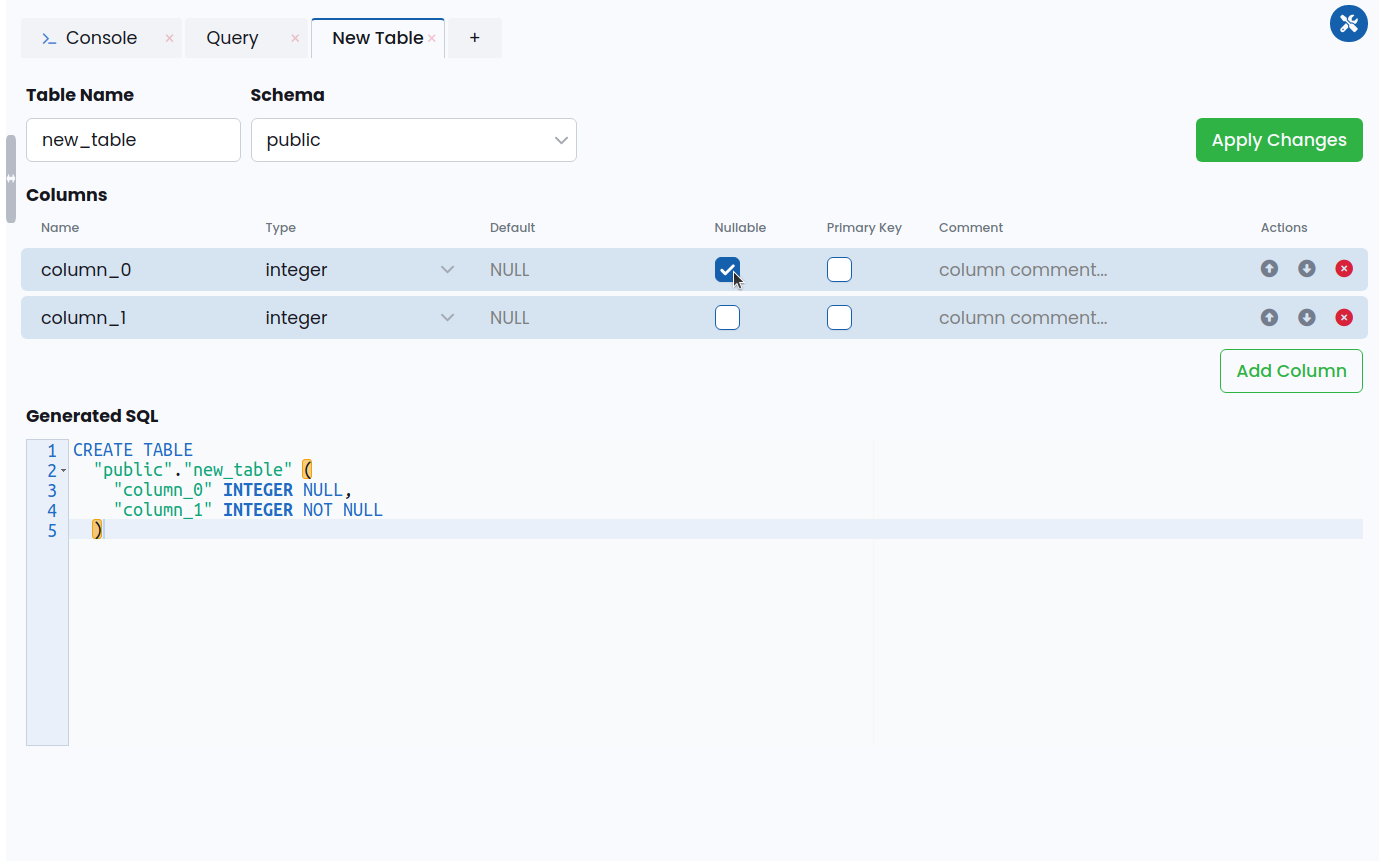 Console × Query × New Table × +
Table Name Schema
new_table public Apply Changes
Columns
Name Type Default Nullable Primary Key Comment Actions
column_0 integer NULL column comment...
column_1 integer NULL column comment...
Add Column
Generated SQL
1 CREATE TABLE
2 "public"."new_table" (
3 "column_0" INTEGER NULL,
4 "column_1" INTEGER NOT NULL
5 )